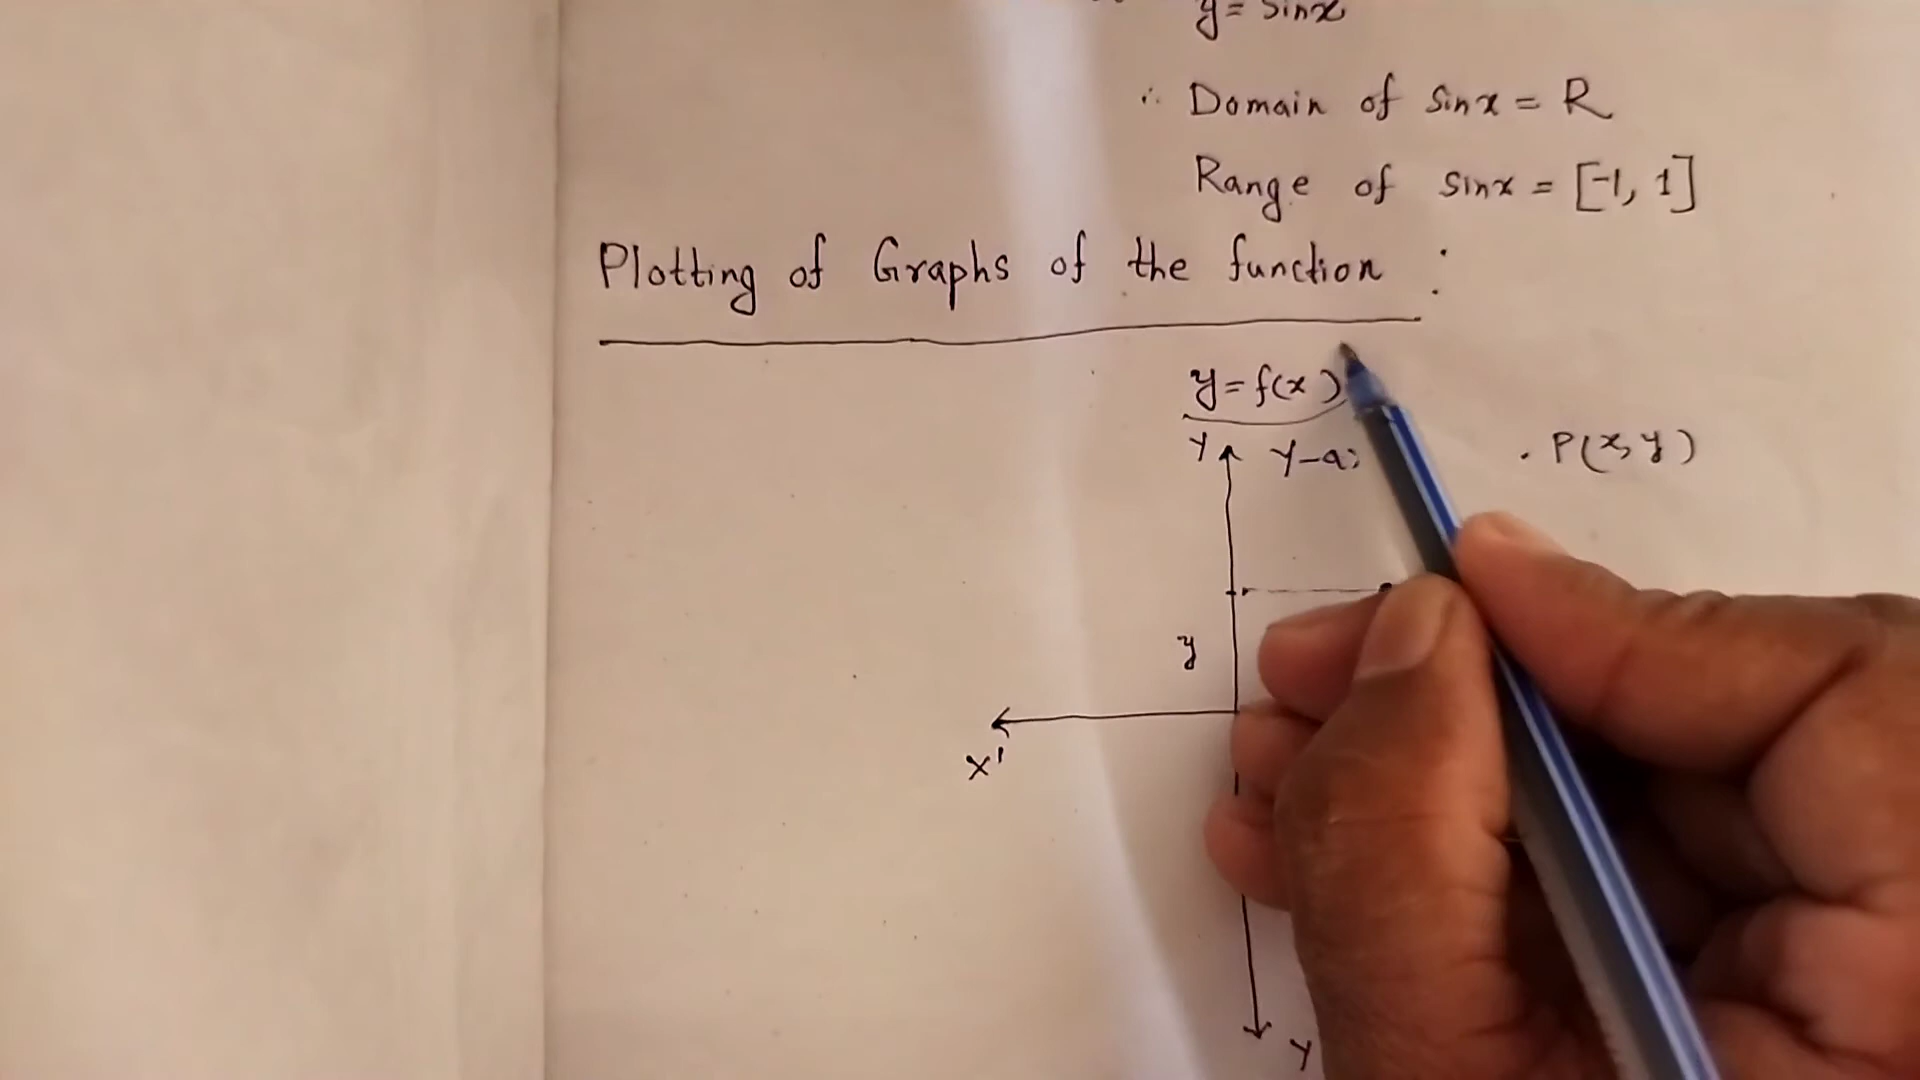 y = sinx
∴ Domain of sinx = R
Range of sinx = [-1, 1]
Plotting of Graphs of the function :
y = f(x)
Y
. P(x, y)
y
X'
Y